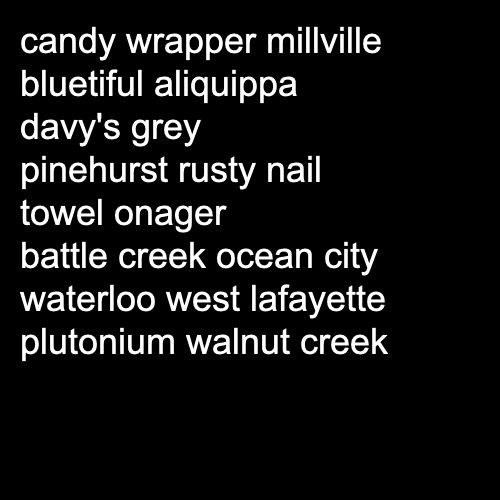 candy wrapper millville
bluetiful aliquippa
davy's grey
pinehurst rusty nail
towel onager
battle creek ocean city
waterloo west lafayette
plutonium walnut creek